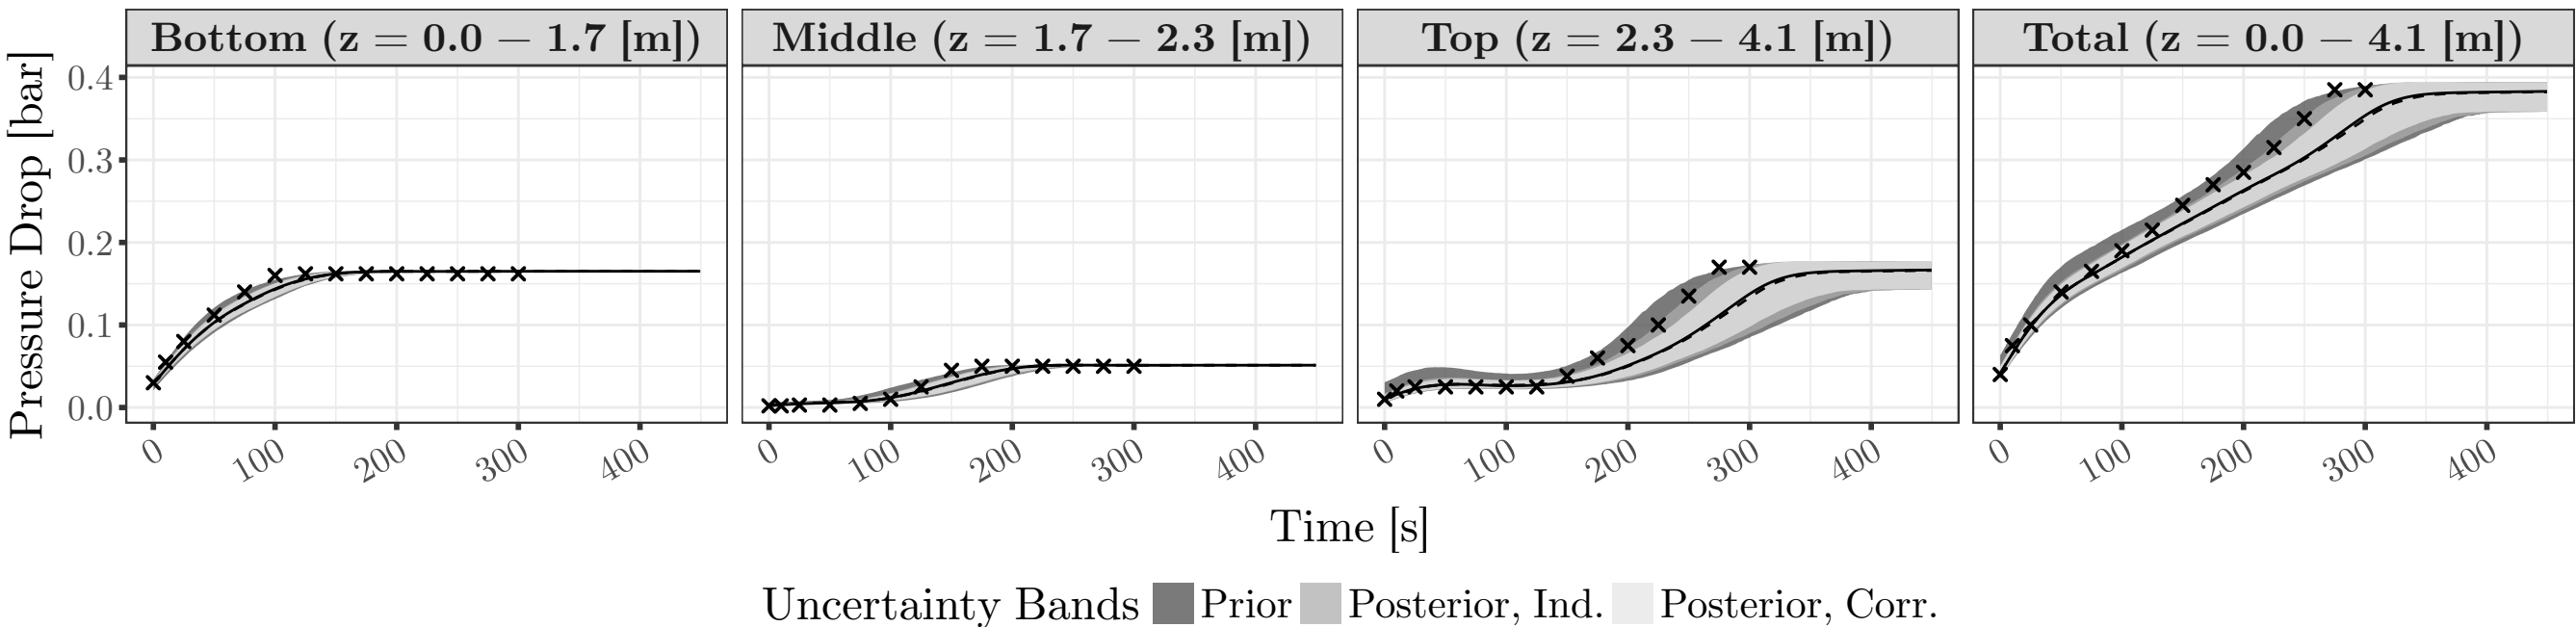 Bottom (z = 0.0 − 1.7 [m])
Middle (z = 1.7 − 2.3 [m])
Top (z = 2.3 − 4.1 [m])
Total (z = 0.0 − 4.1 [m])
Pressure Drop [bar]
0.4
0.3
0.2
0.1
0.0
0 100 200 300 400
0 100 200 300 400
0 100 200 300 400
0 100 200 300 400
Time [s]
Uncertainty Bands Prior Posterior, Ind. Posterior, Corr.